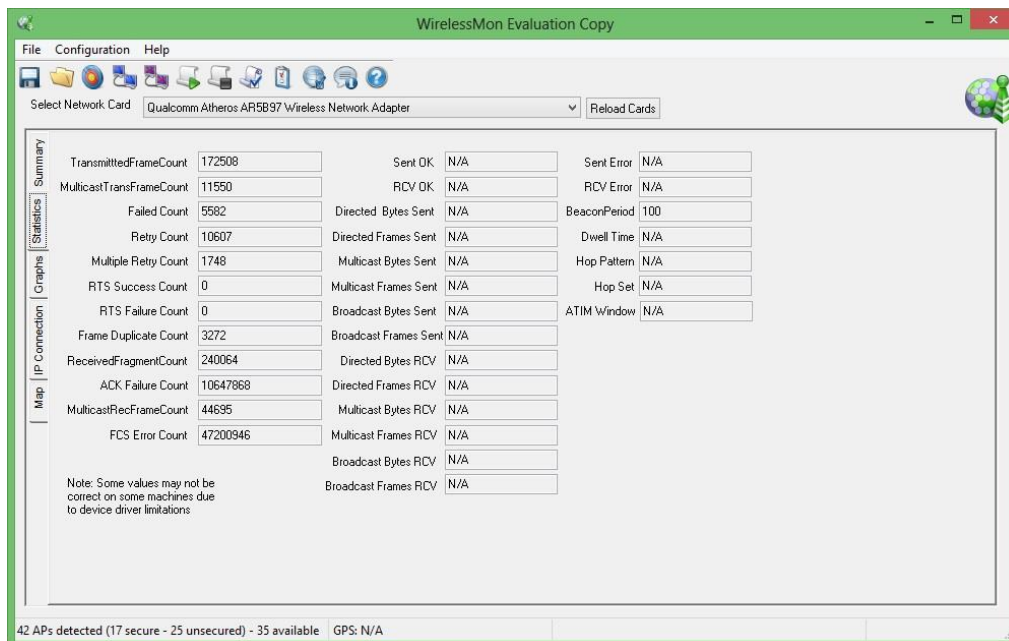 WirelessMon Evaluation Copy
File Configuration Help
Select Network Card Qualcomm Atheros AR5B97 Wireless Network Adapter Reload Cards
Summary
Statistics
Graphs
IP Connection
Map
TransmitttedFrameCount 172508
MulticastTransFrameCount 11550
Failed Count 5582
Retry Count 10607
Multiple Retry Count 1748
RTS Success Count 0
RTS Failure Count 0
Frame Duplicate Count 3272
ReceivedFragmentCount 240064
ACK Failure Count 10647868
MulticastRecFrameCount 44695
FCS Error Count 47200946
Note: Some values may not be
correct on some machines due
to device driver limitations
Sent OK N/A
RCV OK N/A
Directed Bytes Sent N/A
Directed Frames Sent N/A
Multicast Bytes Sent N/A
Multicast Frames Sent N/A
Broadcast Bytes Sent N/A
Broadcast Frames Sent N/A
Directed Bytes RCV N/A
Directed Frames RCV N/A
Multicast Bytes RCV N/A
Multicast Frames RCV N/A
Broadcast Bytes RCV N/A
Broadcast Frames RCV N/A
Sent Error N/A
RCV Error N/A
BeaconPeriod 100
Dwell Time N/A
Hop Pattern N/A
Hop Set N/A
ATIM Window N/A
42 APs detected (17 secure - 25 unsecured) - 35 available GPS: N/A